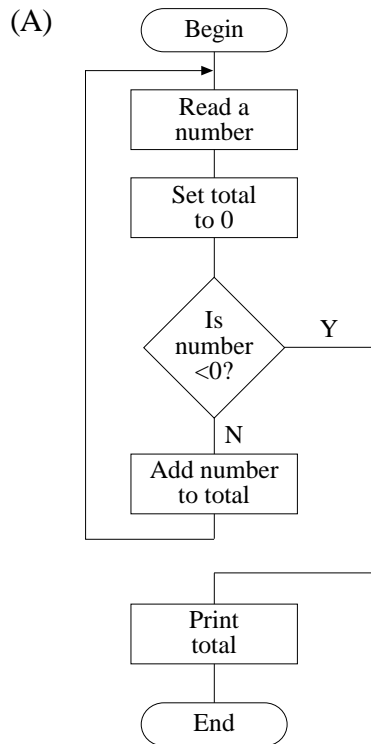 (A)
Begin
Read a
number
Set total
to 0
Is
number
<0?
Y
N
Add number
to total
Print
total
End